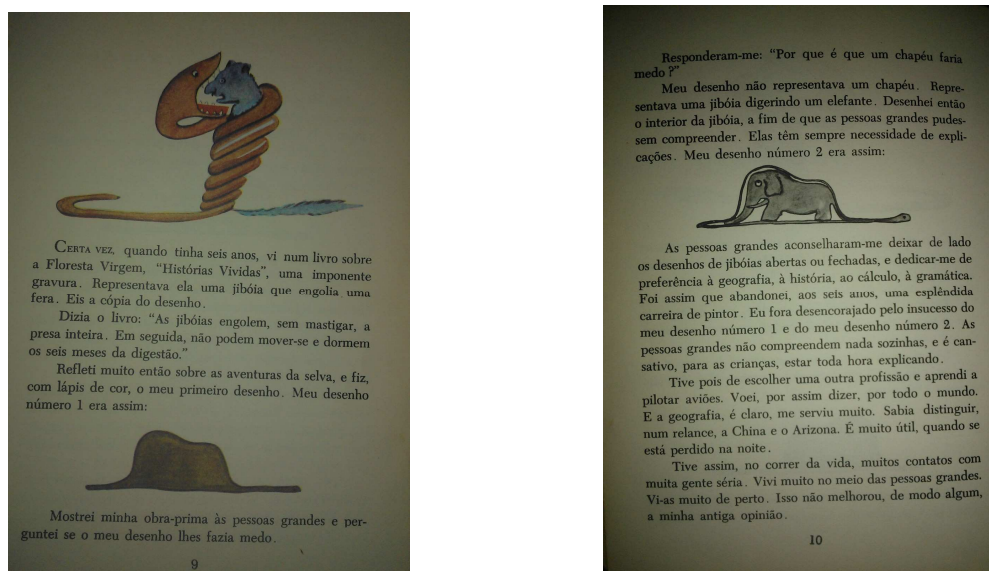 CERTA VEZ, quando tinha seis anos, vi num livro sobre
a Floresta Virgem, “Histórias Vividas”, uma imponente
gravura. Representava ela uma jibóia que engolia uma
fera. Eis a cópia do desenho.
Dizia o livro: “As jibóias engolem, sem mastigar, a
presa inteira. Em seguida, não podem mover-se e dormem
os seis meses da digestão.”
Refleti muito então sobre as aventuras da selva, e fiz,
com lápis de cor, o meu primeiro desenho. Meu desenho
número 1 era assim:
Mostrei minha obra-prima às pessoas grandes e per-
guntei se o meu desenho lhes fazia medo.
9
Responderam-me: “Por que é que um chapéu faria
medo?”
Meu desenho não representava um chapéu. Repre-
sentava uma jibóia digerindo um elefante. Desenhei então
o interior da jibóia, a fim de que as pessoas grandes pudes-
sem compreender. Elas têm sempre necessidade de expli-
cações. Meu desenho número 2 era assim:
As pessoas grandes aconselharam-me deixar de lado
os desenhos de jibóias abertas ou fechadas, e dedicar-me de
preferência à geografia, à história, ao cálculo, à gramática.
Foi assim que abandonei, aos seis anos, uma esplêndida
carreira de pintor. Eu fora desencorajado pelo insucesso do
meu desenho número 1 e do meu desenho número 2. As
pessoas grandes não compreendem nada sozinhas, e é can-
sativo, para as crianças, estar toda hora explicando.
Tive pois de escolher uma outra profissão e aprendi a
pilotar aviões. Voei, por assim dizer, por todo o mundo.
E a geografia, é claro, me serviu muito. Sabia distinguir,
num relance, a China e o Arizona. É muito útil, quando se
está perdido na noite.
Tive assim, no correr da vida, muitos contatos com
muita gente séria. Vivi muito no meio das pessoas grandes.
Vi-as muito de perto. Isso não melhorou, de modo algum,
a minha antiga opinião.
10